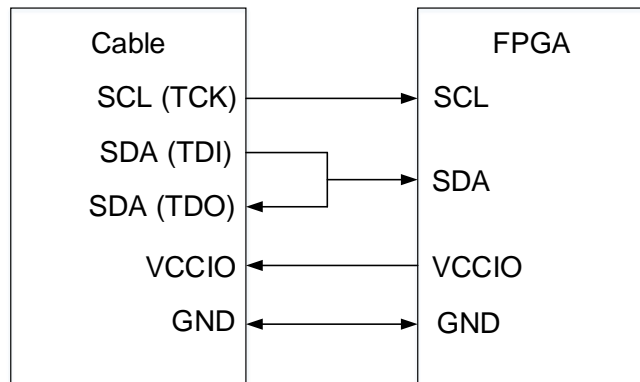 Cable
FPGA
SCL (TCK)
SCL
SDA (TDI)
SDA
SDA (TDO)
VCCIO
VCCIO
GND
GND